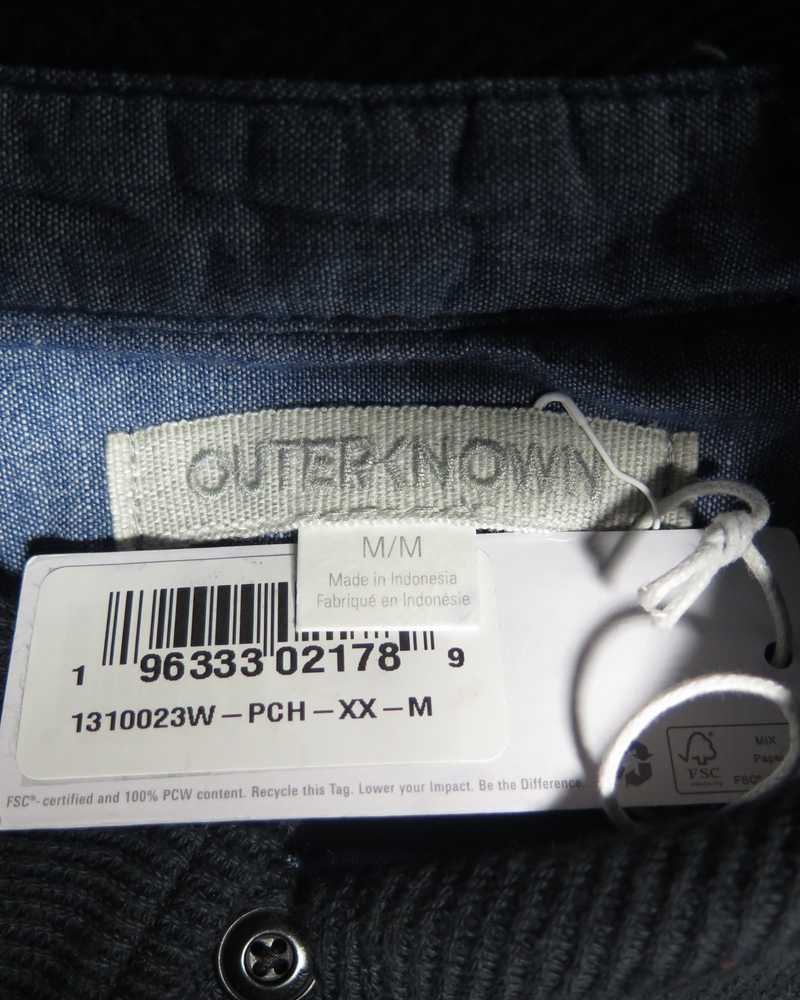 OUTERKNOWN
M/M
Made in Indonesia
Fabriqué en Indonésie
1 96333 02178 9
1310023W-PCH-XX-M
FSC®-certified and 100% PCW content. Recycle this Tag. Lower your Impact. Be the Difference.
FSC
MIX
FSC®